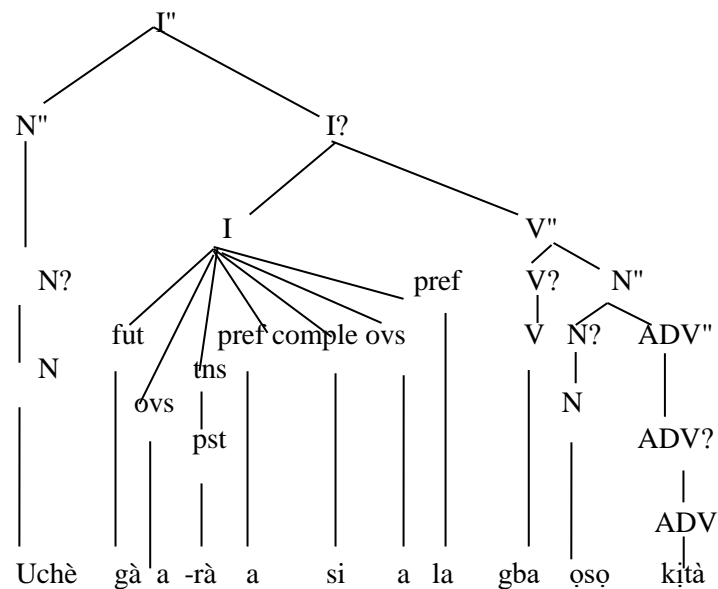 I"
N" I?
I V"
N? pref V? N"
fut pref comple ovs V N? ADV"
N tns
ovs N
pst ADV?
ADV
Uchè gà a -rà a si a la gba ọsọ kịtà